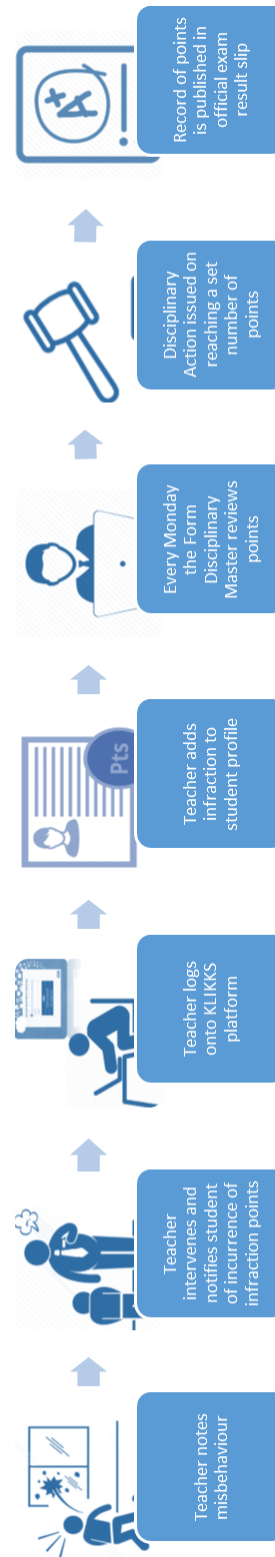 Teacher notes
misbehaviour
Teacher
intervenes and
notifies student
of incurrence of
infraction points
Teacher logs
onto KLIKKS
platform
Pts
Teacher adds
infraction to
student profile
Every Monday
the Form
Disciplinary
Master reviews
points
Disciplinary
Action issued on
reaching a set
number of
points
A+
Record of points
is published in
official exam
result slip